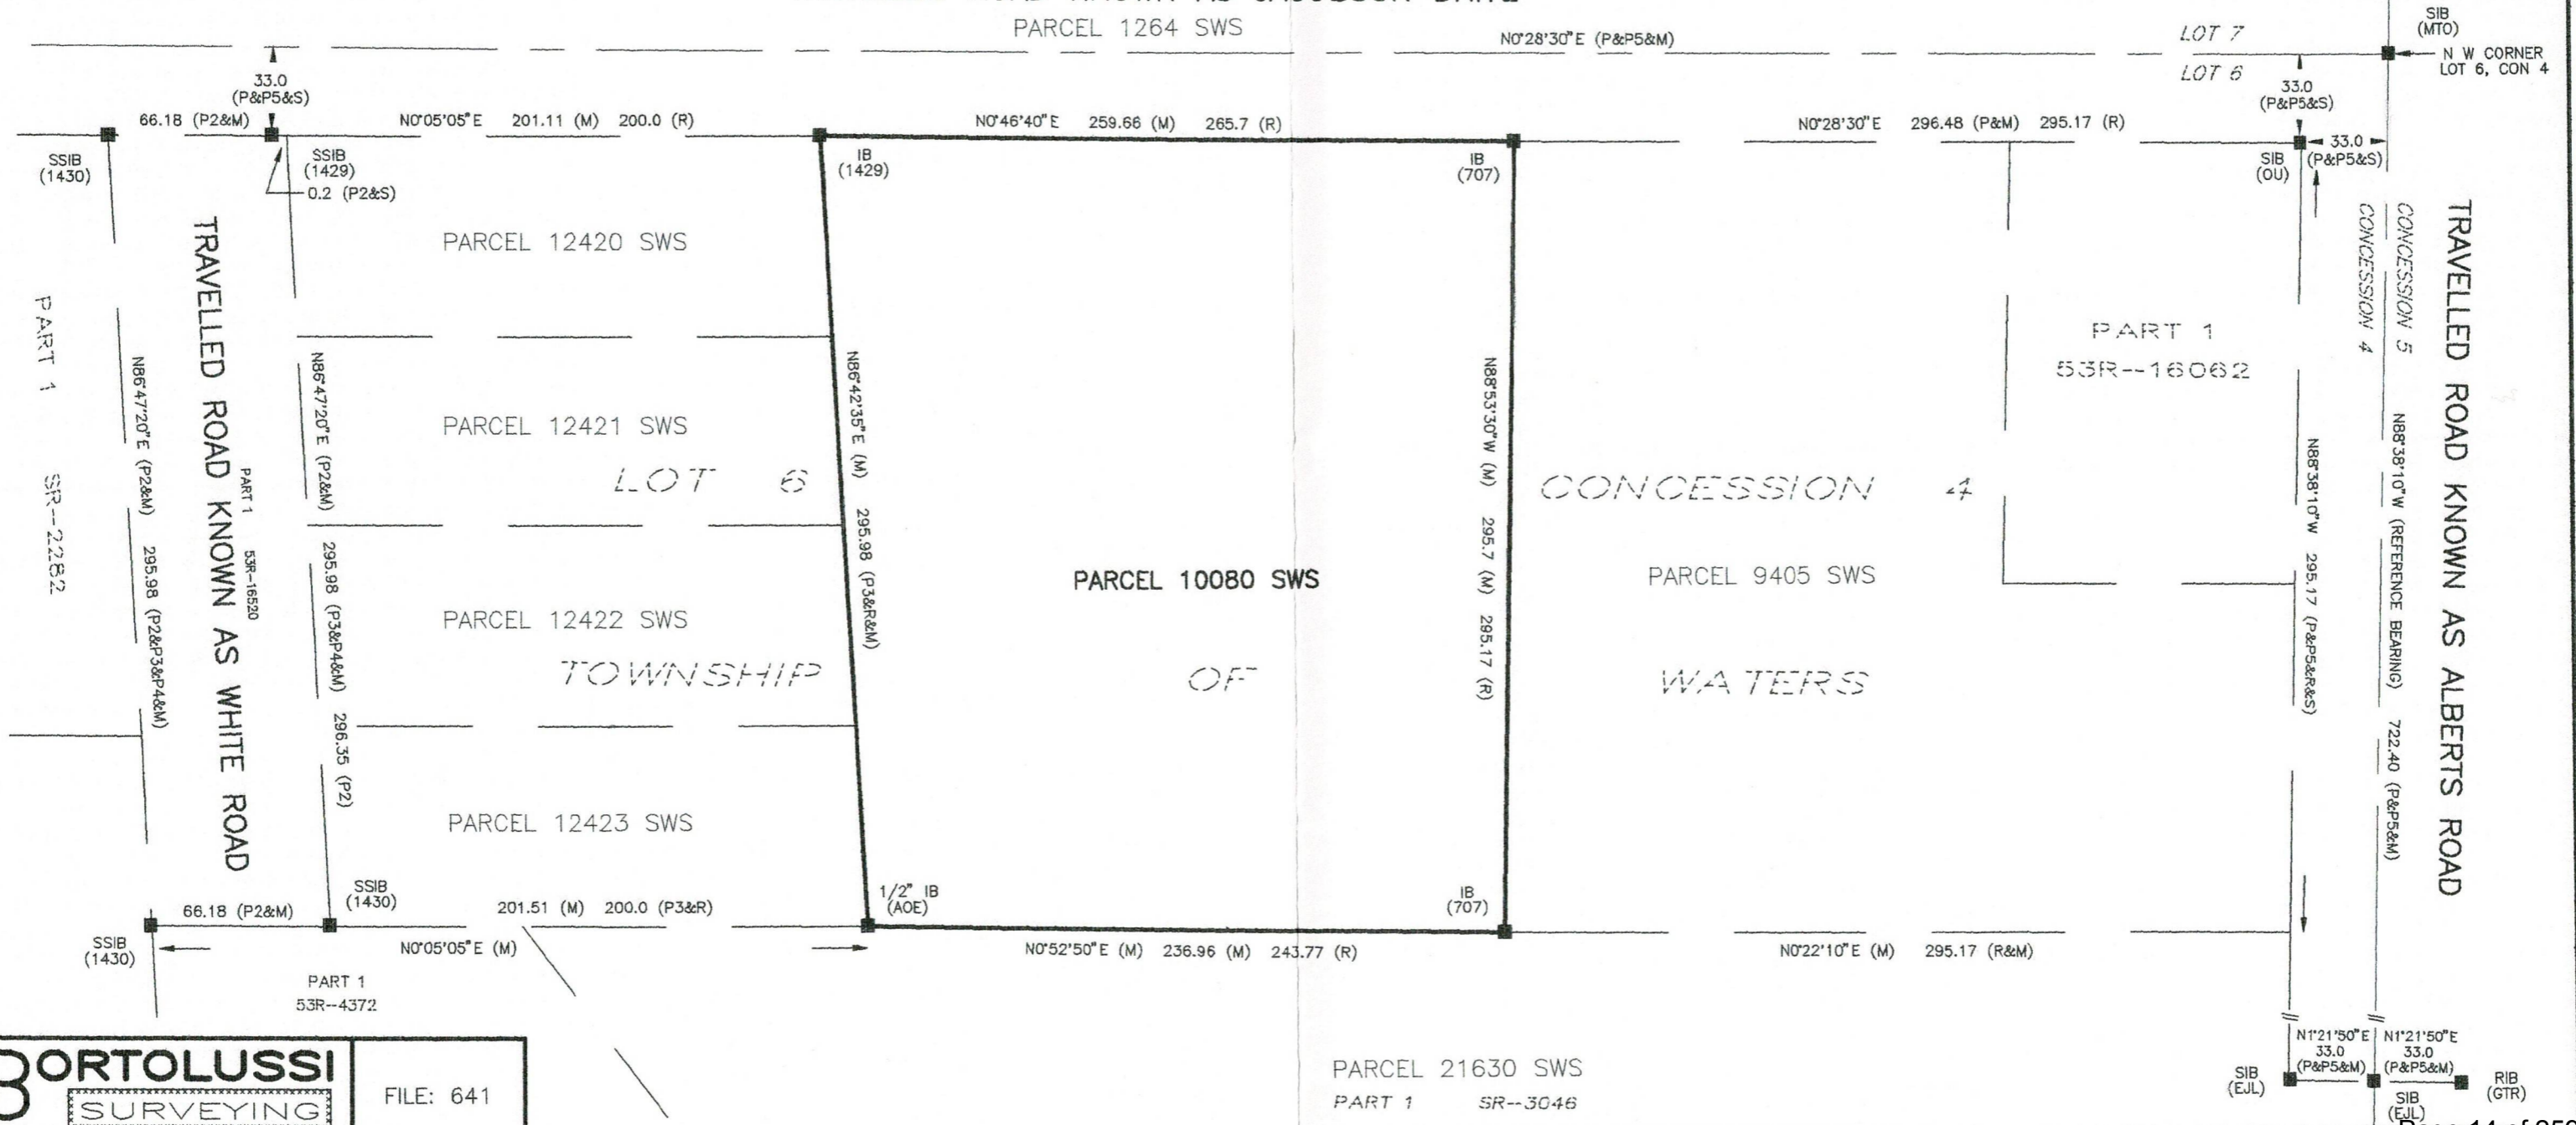 PARCEL 1264 SWS
N0°28'30"E (P&P5&M)
LOT 7
LOT 6
SIB
(MTO)
N W CORNER
LOT 6, CON 4
33.0
(P&P5&S)
33.0
(P&P5&S)
66.18 (P2&M)
N0°05'05"E 201.11 (M) 200.0 (R)
N0°46'40"E 259.66 (M) 265.7 (R)
N0°28'30"E 296.48 (P&M) 295.17 (R)
33.0
(P&P5&S)
SSIB
(1430)
SSIB
(1429)
0.2 (P2&S)
IB
(1429)
IB
(707)
SIB
(OU)
PARCEL 12420 SWS
PARCEL 12421 SWS
PARCEL 12422 SWS
PARCEL 12423 SWS
PART 1 SR--2282
N86°47'20"E (P2&M) 295.98 (P2&P3&P4&M)
TRAVELLED ROAD KNOWN AS WHITE ROAD
PART 1 53R-16520
N86°47'20"E (P2&M) 295.98 (P3&P4&M) 296.35 (P2)
N86°42'35"E (M) 295.98 (P3&R&M)
LOT 6 CONCESSION 4
TOWNSHIP OF WATERS
PARCEL 10080 SWS
N88°53'30"W (M) 295.7 (M) 295.17 (R)
PARCEL 9405 SWS
PART 1
53R--16062
N88°38'10"W 295.17 (P&P5&R&S)
CONCESSION 5
CONCESSION 4
N88°38'10"W (REFERENCE BEARING) 722.40 (P&P5&M)
TRAVELLED ROAD KNOWN AS ALBERTS ROAD
SSIB
(1430)
66.18 (P2&M)
SSIB
(1430)
201.51 (M) 200.0 (P3&R)
N0°05'05"E (M)
1/2" IB
(AOE)
IB
(707)
N0°52'50"E (M) 236.96 (M) 243.77 (R)
N0°22'10"E (M) 295.17 (R&M)
PART 1
53R--4372
PARCEL 21630 SWS
PART 1 SR--3046
N1°21'50"E
33.0
(P&P5&M)
N1°21'50"E
33.0
(P&P5&M)
SIB
(EJL)
SIB
(EJL)
RIB
(GTR)
BORTOLUSSI
SURVEYING
FILE: 641